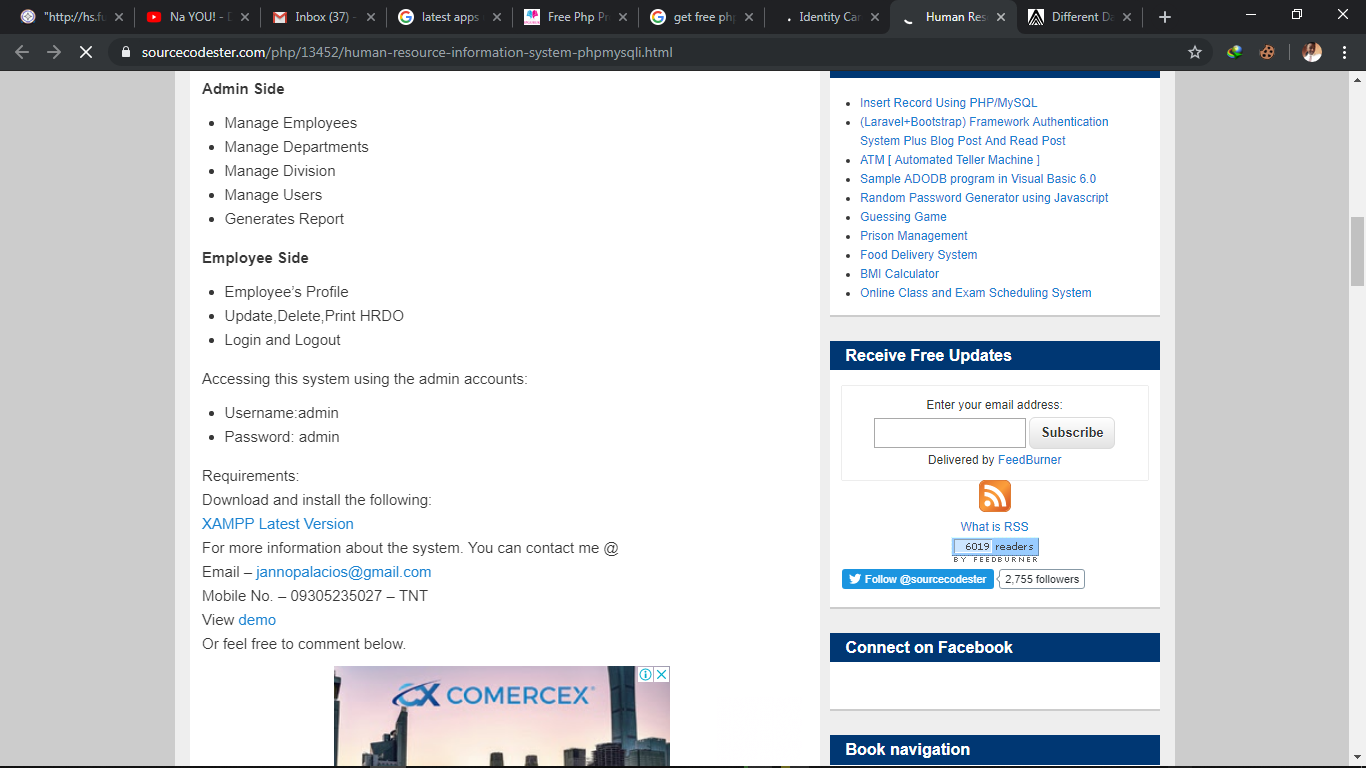 "http://hs.fu
Na YOU! - D
Inbox (37) -
latest apps
Free Php Pr
get free php
Identity Car
Human Res
Different Da
sourcecodester.com/php/13452/human-resource-information-system-phpmysqli.html
Admin Side
Manage Employees
Manage Departments
Manage Division
Manage Users
Generates Report
Employee Side
Employee's Profile
Update,Delete,Print HRDO
Login and Logout
Accessing this system using the admin accounts:
Username:admin
Password: admin
Requirements:
Download and install the following:
XAMPP Latest Version
For more information about the system. You can contact me @
Email – jannopalacios@gmail.com
Mobile No. – 09305235027 – TNT
View demo
Or feel free to comment below.
COMERCEX
Insert Record Using PHP/MySQL
(Laravel+Bootstrap) Framework Authentication
System Plus Blog Post And Read Post
ATM [ Automated Teller Machine ]
Sample ADODB program in Visual Basic 6.0
Random Password Generator using Javascript
Guessing Game
Prison Management
Food Delivery System
BMI Calculator
Online Class and Exam Scheduling System
Receive Free Updates
Enter your email address:
Subscribe
Delivered by FeedBurner
What is RSS
6019 readers
BY FEEDBURNER
Follow @sourcecodester
2,755 followers
Connect on Facebook
Book navigation